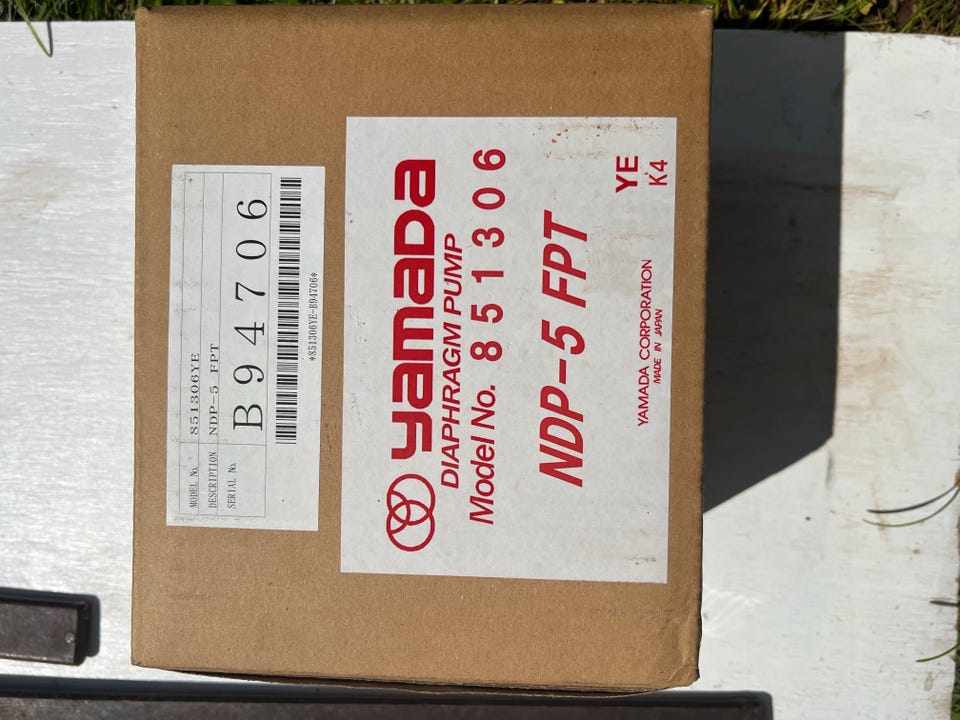 MODEL No. 851306YE
DESCRIPTION NDP-5 FPT
SERIAL No. B94706
*851306YE-B94706*
YAMADA
DIAPHRAGM PUMP
Model No. 851306
NDP-5 FPT
YE
K4
YAMADA CORPORATION
MADE IN JAPAN